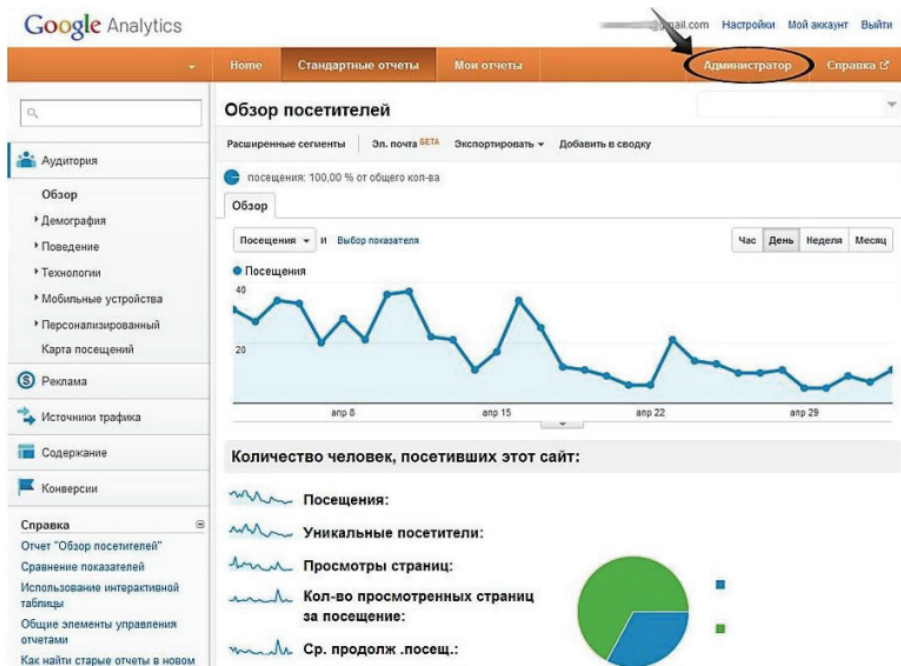 Google Analytics
@gmail.com Настройки Мой аккаунт Выйти
Home Стандартные отчеты Мои отчеты Администратор Справка
Обзор посетителей
Расширенные сегменты Эл. почта БЕТА Экспортировать Добавить в сводку
посещения: 100,00 % от общего кол-ва
Обзор
Посещения и Выбор показателя Час День Неделя Месяц
Посещения
40
20
апр 8 апр 15 апр 22 апр 29
Количество человек, посетивших этот сайт:
Посещения:
Уникальные посетители:
Просмотры страниц:
Кол-во просмотренных страниц
за посещение:
Ср. продолж .посещ.:
Аудитория
Обзор
Демография
Поведение
Технологии
Мобильные устройства
Персонализированный
Карта посещений
Реклама
Источники трафика
Содержание
Конверсии
Справка
Отчет "Обзор посетителей"
Сравнение показателей
Использование интерактивной
таблицы
Общие элементы управления
отчетами
Как найти старые отчеты в новом